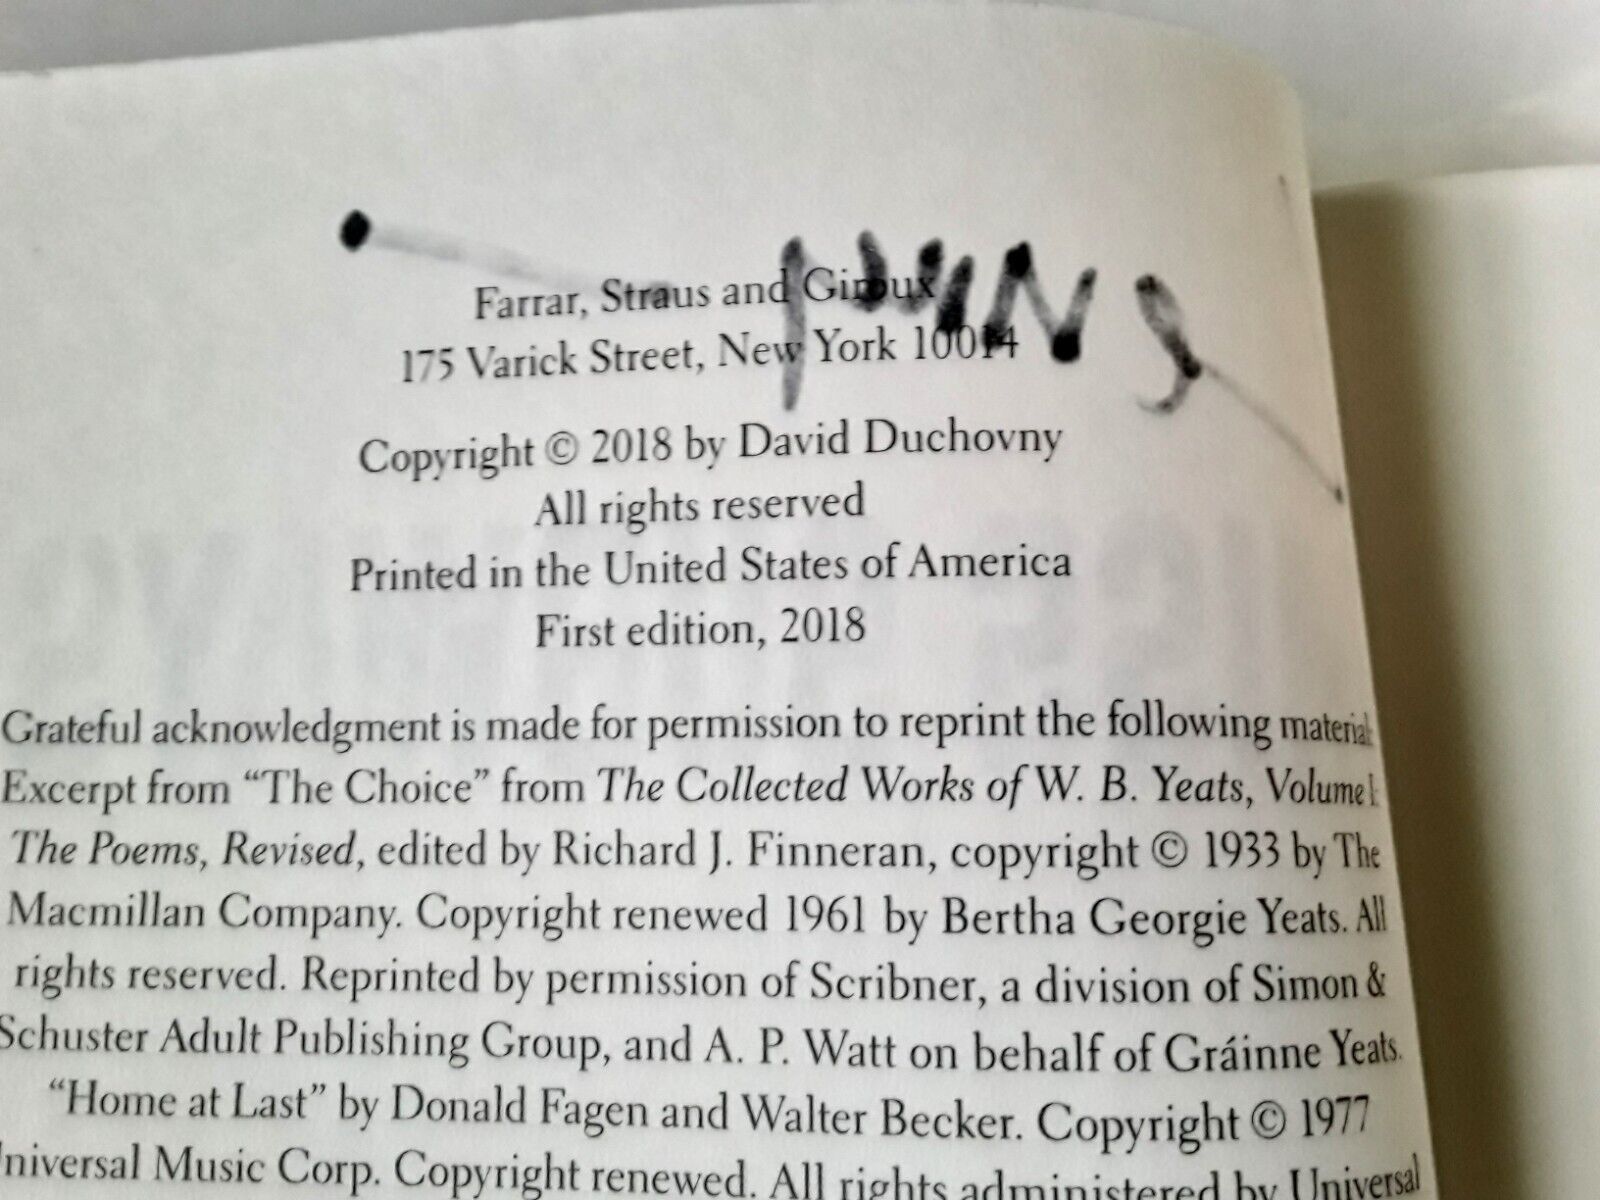 Farrar, Straus and Giroux
175 Varick Street, New York 10014
Copyright © 2018 by David Duchovny
All rights reserved
Printed in the United States of America
First edition, 2018
Grateful acknowledgment is made for permission to reprint the following material:
Excerpt from “The Choice” from The Collected Works of W. B. Yeats, Volume I:
The Poems, Revised, edited by Richard J. Finneran, copyright © 1933 by The
Macmillan Company. Copyright renewed 1961 by Bertha Georgie Yeats. All
rights reserved. Reprinted by permission of Scribner, a division of Simon &
Schuster Adult Publishing Group, and A. P. Watt on behalf of Gráinne Yeats.
“Home at Last” by Donald Fagen and Walter Becker. Copyright © 1977
Universal Music Corp. Copyright renewed. All rights administered by Universal